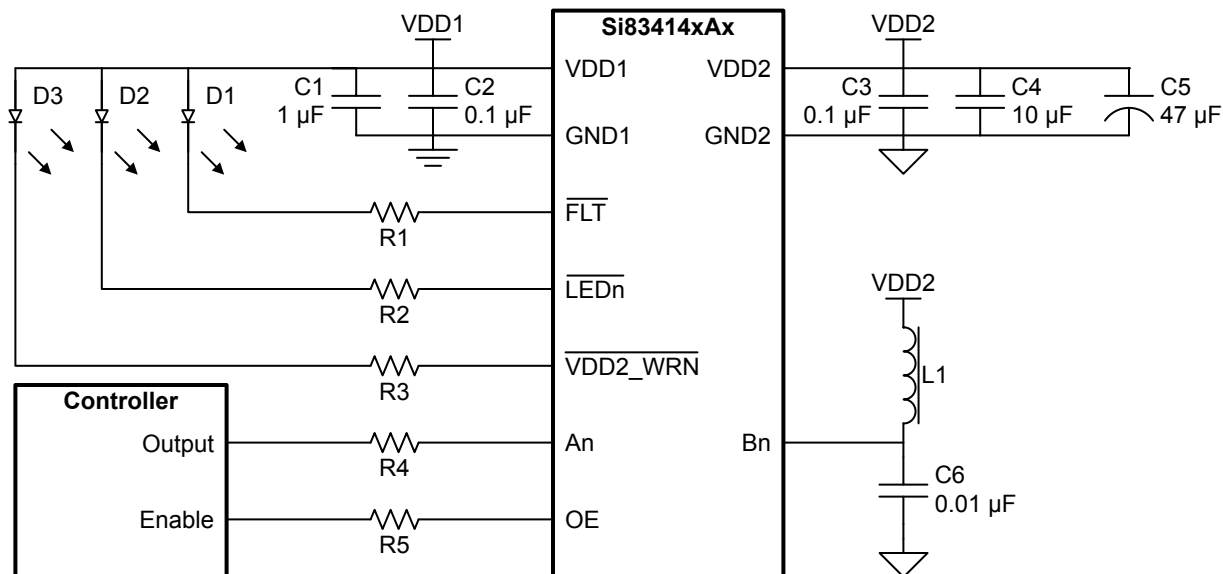 VDD1
Si83414xAx
VDD2
VDD1
VDD2
D3
D2
D1
C1
1 µF
C2
0.1 µF
C3
0.1 µF
C4
10 µF
C5
47 µF
GND1
GND2
FLT
R1
LEDn
R2
VDD2
VDD2_WRN
R3
L1
Controller
Output
R4
An
Bn
C6
0.01 µF
Enable
R5
OE